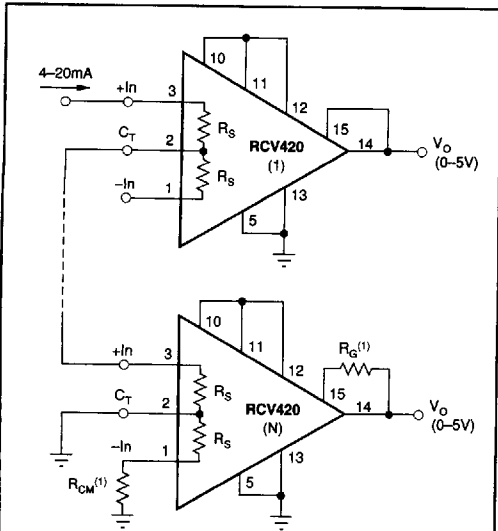 4–20mA
+In
3
10
11
12
R_S
C_T
2
RCV420
(1)
15
14
V_O
(0–5V)
R_S
–In
1
13
5
+In
3
10
11
12
R_G(1)
R_S
C_T
2
RCV420
(N)
15
14
V_O
(0–5V)
R_S
–In
1
13
5
R_CM(1)